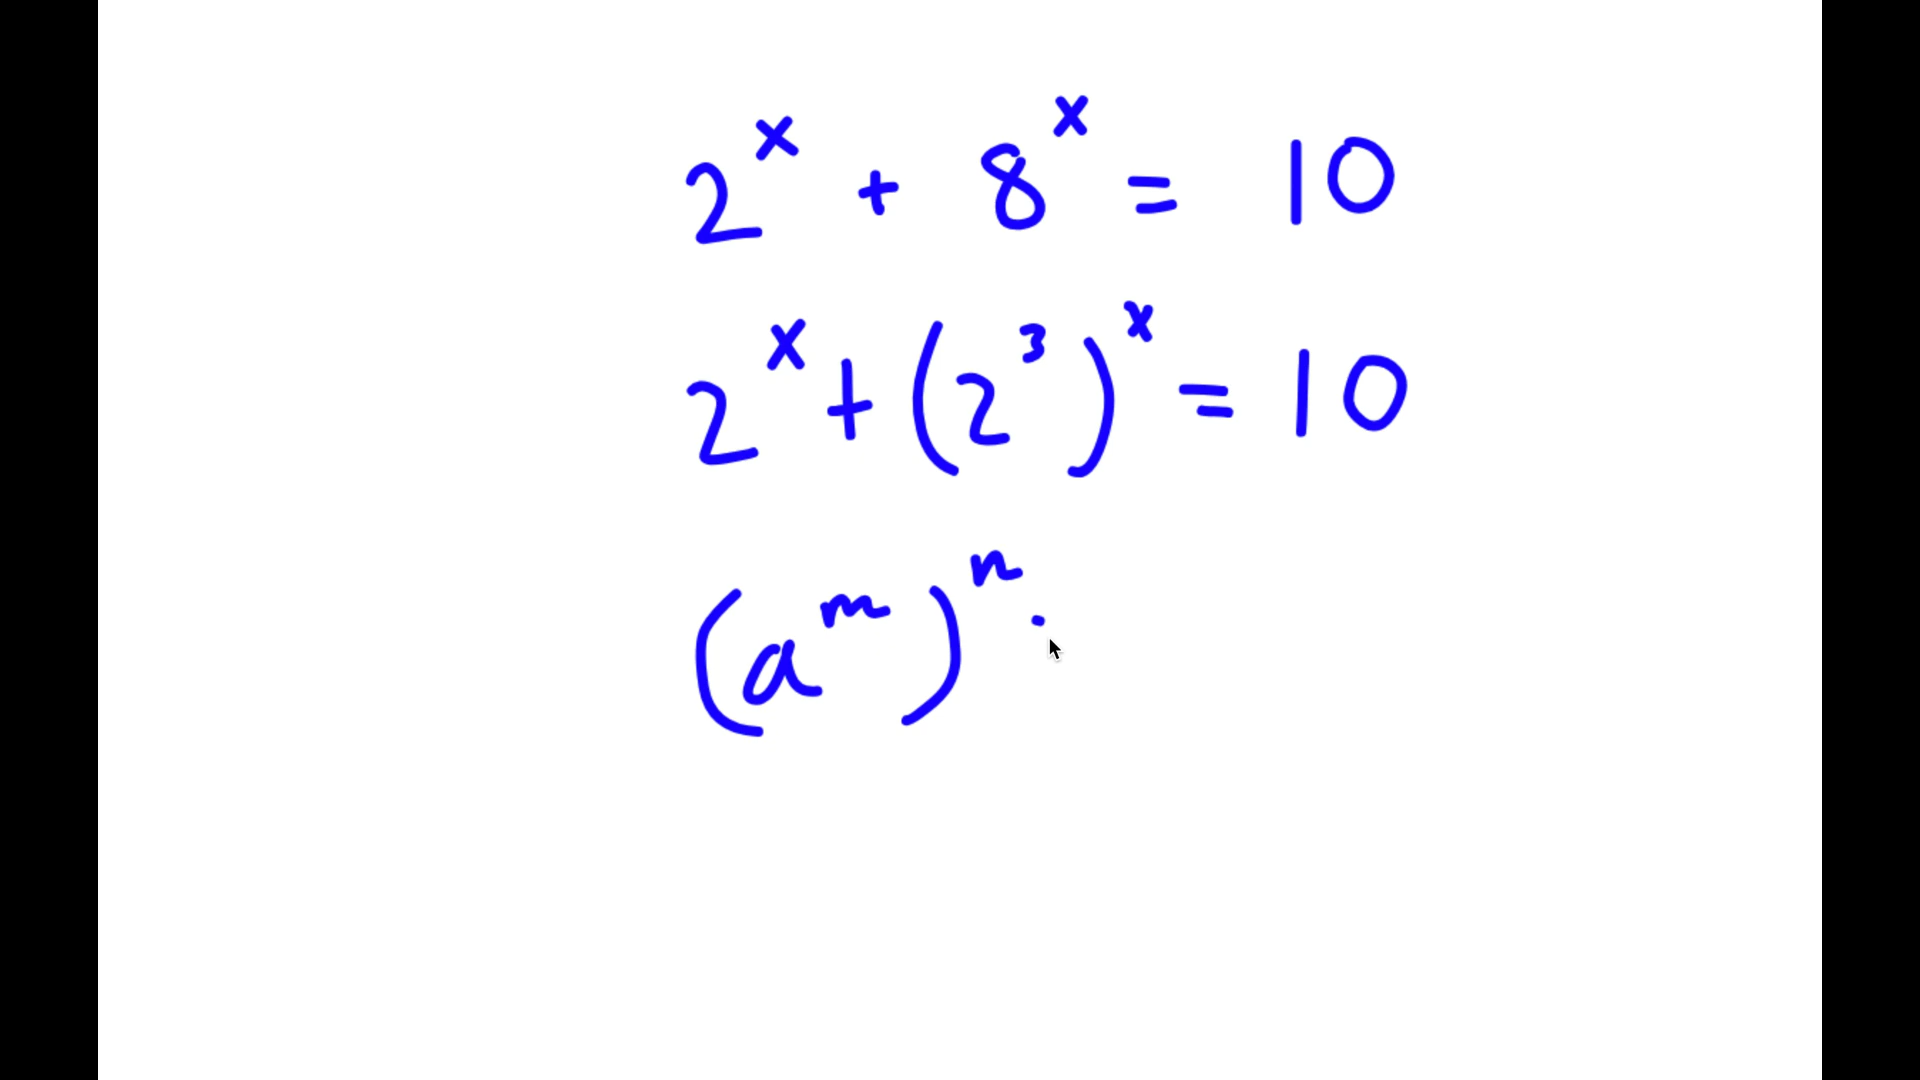 2^x + 8^x = 10
2^x + (2^3)^x = 10
(a^m)^n